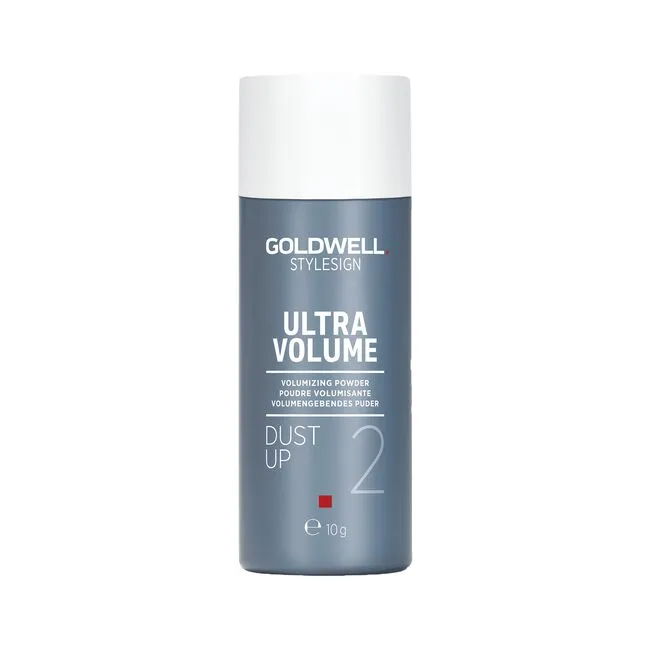 GOLDWELL.
STYLESIGN
ULTRA
VOLUME
VOLUMIZING POWDER
POUDRE VOLUMISANTE
VOLUMENGEBENDES PUDER
DUST
UP
2
℮ 10g